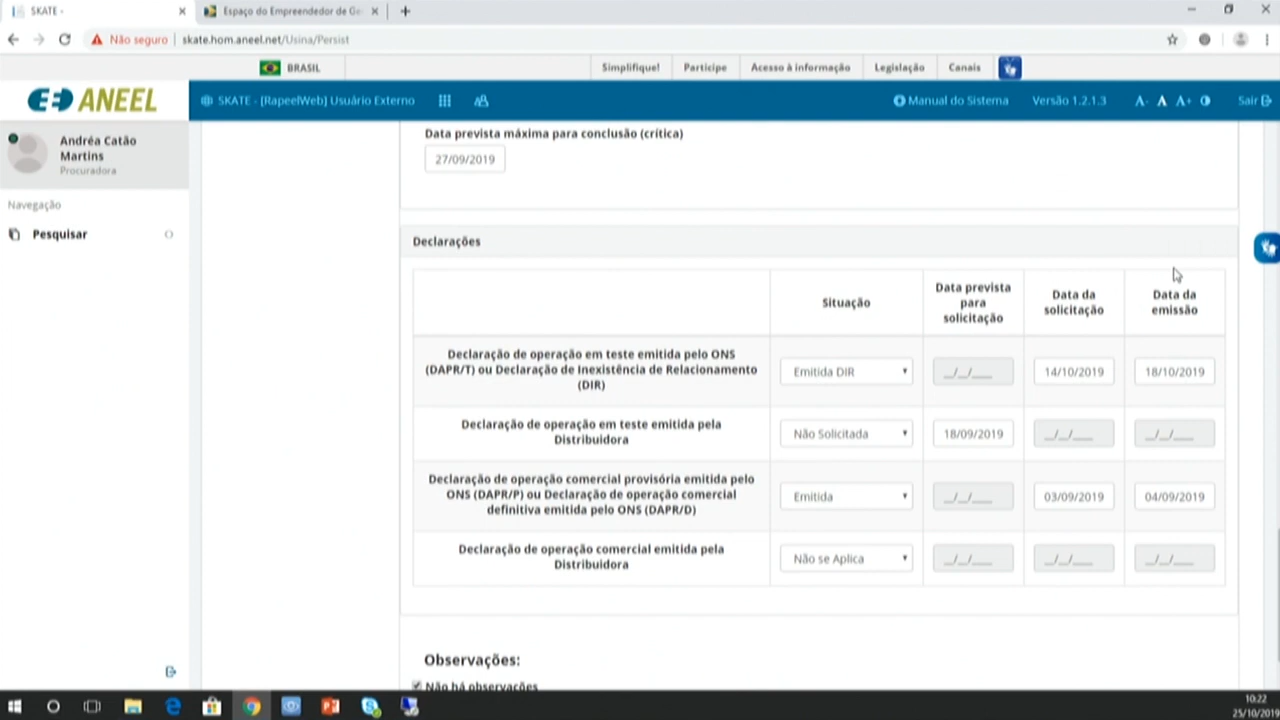 SKATE -
Espaço do Empreendedor de Ge
Não seguro
skate.hom.aneel.net/Usina/Persist
BRASIL
Simplifique!
Participe
Acesso à informação
Legislação
Canais
ANEEL
SKATE - [RapeelWeb] Usuário Externo
Manual do Sistema
Versão 1.2.1.3
A-
A
A+
Sair
Andréa Catão
Martins
Procuradora
Navegação
Pesquisar
Data prevista máxima para conclusão (crítica)
27/09/2019
Declarações
Situação
Data prevista
para
solicitação
Data da
solicitação
Data da
emissão
Declaração de operação em teste emitida pelo ONS
(DAPR/T) ou Declaração de Inexistência de Relacionamento
(DIR)
Emitida DIR
_/_/__
14/10/2019
18/10/2019
Declaração de operação em teste emitida pela
Distribuidora
Não Solicitada
18/09/2019
_/_/__
_/_/__
Declaração de operação comercial provisória emitida pelo
ONS (DAPR/P) ou Declaração de operação comercial
definitiva emitida pelo ONS (DAPR/D)
Emitida
_/_/__
03/09/2019
04/09/2019
Declaração de operação comercial emitida pela
Distribuidora
Não se Aplica
_/_/__
_/_/__
_/_/__
Observações:
Não há observações
10:22
25/10/2019